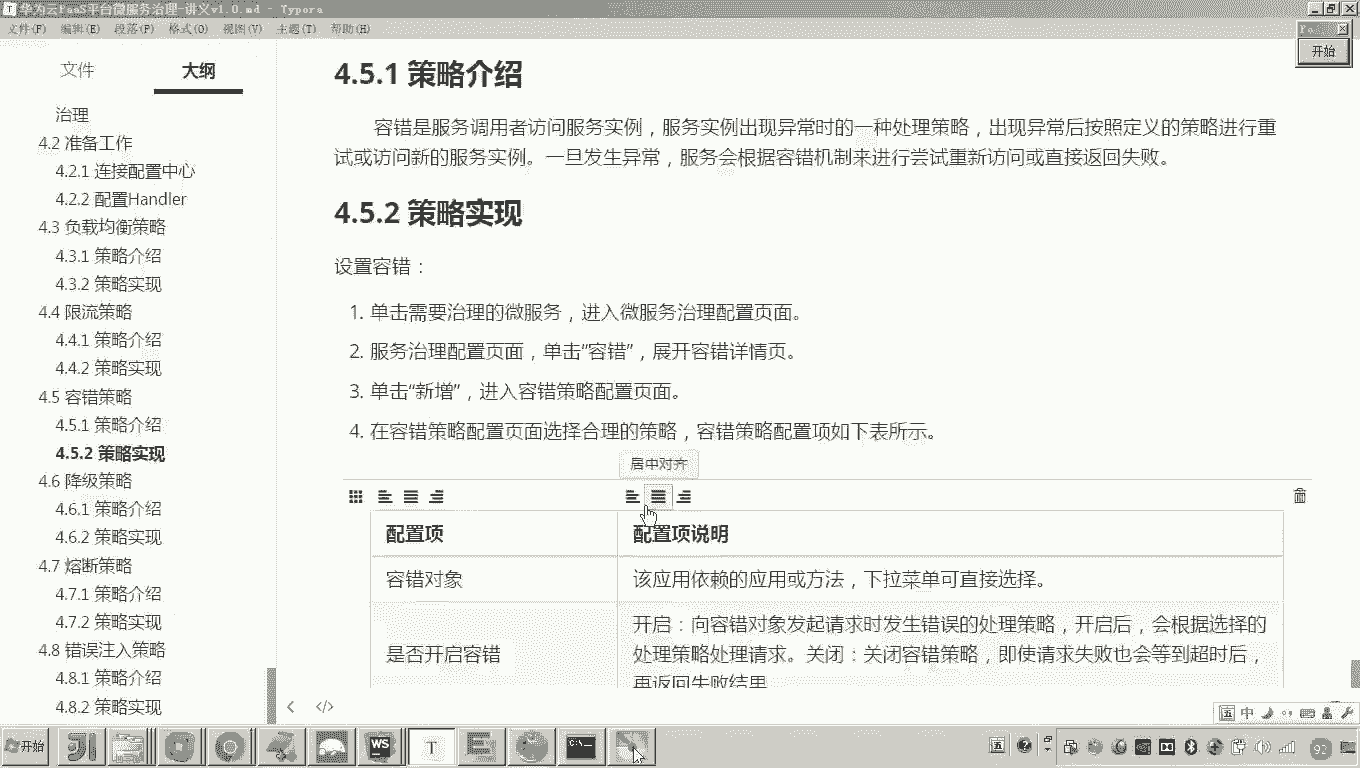 华为云PaaS平台微服务治理-讲义v1.0.md - Typora
文件(F) 编辑(E) 段落(P) 格式(O) 视图(V) 主题(T) 帮助(H)
开始
文件 大纲
治理
4.2 准备工作
4.2.1 连接配置中心
4.2.2 配置Handler
4.3 负载均衡策略
4.3.1 策略介绍
4.3.2 策略实现
4.4 限流策略
4.4.1 策略介绍
4.4.2 策略实现
4.5 容错策略
4.5.1 策略介绍
4.5.2 策略实现
4.6 降级策略
4.6.1 策略介绍
4.6.2 策略实现
4.7 熔断策略
4.7.1 策略介绍
4.7.2 策略实现
4.8 错误注入策略
4.8.1 策略介绍
4.8.2 策略实现
4.5.1 策略介绍
容错是服务调用者访问服务实例，服务实例出现异常时的一种处理策略，出现异常后按照定义的策略进行重
试或访问新的服务实例。一旦发生异常，服务会根据容错机制来进行尝试重新访问或直接返回失败。
4.5.2 策略实现
设置容错：
1. 单击需要治理的微服务，进入微服务治理配置页面。
2. 服务治理配置页面，单击“容错”，展开容错详情页。
3. 单击“新增”，进入容错策略配置页面。
4. 在容错策略配置页面选择合理的策略，容错策略配置项如下表所示。
居中对齐
配置项 配置项说明
容错对象 该应用依赖的应用或方法，下拉菜单可直接选择。
是否开启容错 开启：向容错对象发起请求时发生错误的处理策略，开启后，会根据选择的
处理策略处理请求。关闭：关闭容错策略，即使请求失败也会等到超时后，
再返回失败结果
五 中
开始
WS
T
五
92